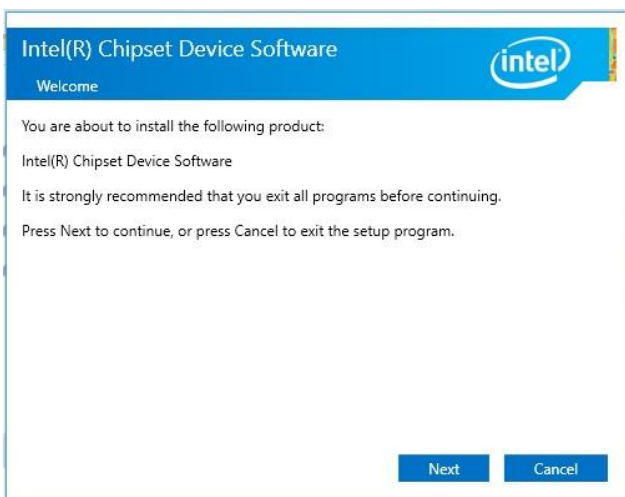 Intel(R) Chipset Device Software
intel
Welcome
You are about to install the following product:
Intel(R) Chipset Device Software
It is strongly recommended that you exit all programs before continuing.
Press Next to continue, or press Cancel to exit the setup program.
Next
Cancel